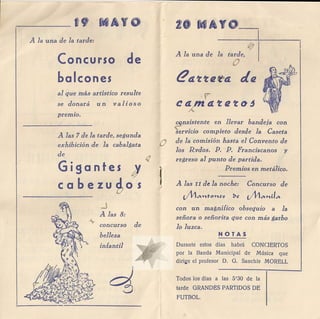 19 MAYO
A la una de la tarde:
Concurso de
balcones
al que más artístico resulte
se donará un valioso
premio.
A las 7 de la tarde, segunda
exhibición de la cabalgata
de
Gigantes y
cabezudos
A las 8:
concurso de
belleza
infantil
20 MAYO
A la una de la tarde,
Carrera de
camareros
consistente en llevar bandeja con
servicio completo desde la Caseta
de la comisión hasta el Convento de
los Rvdos. P. P. Franciscanos y
regreso al punto de partida.
Premios en metálico.
A las 11 de la noche: Concurso de
Mantones de Manila
con un magnífico obsequio a la
señora o señorita que con más garbo
lo luzca.
NOTAS
Durante estos días habrá CONCIERTOS
por la Banda Municipal de Música que
dirige el profesor D. G. Sanchís MORELL
Todos los días a las 5'30 de la
tarde GRANDES PARTIDOS DE
FUTBOL.